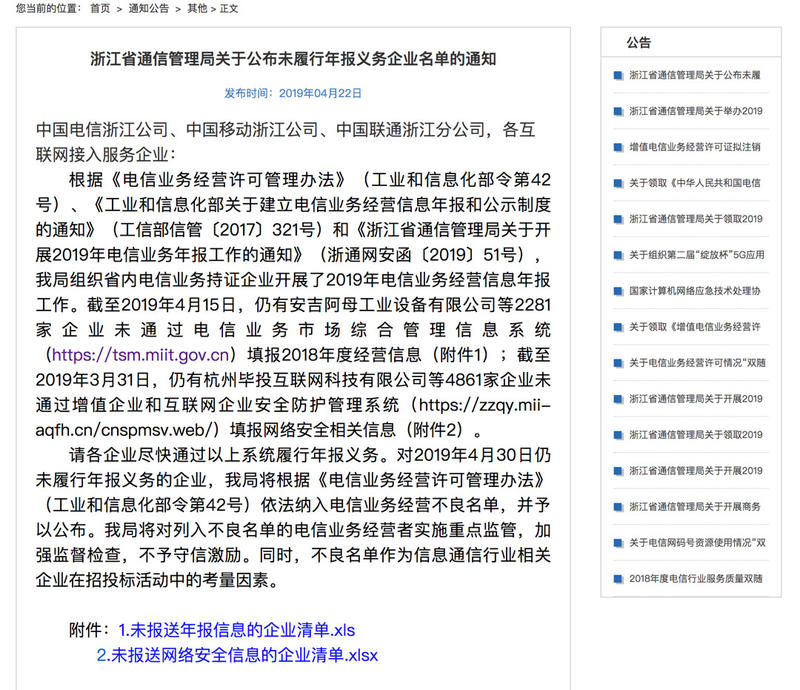 您当前的位置： 首页 > 通知公告 > 其他 > 正文
浙江省通信管理局关于公布未履行年报义务企业名单的通知
发布时间：2019年04月22日
中国电信浙江公司、中国移动浙江公司、中国联通浙江分公司，各互
联网接入服务企业：
根据《电信业务经营许可管理办法》（工业和信息化部令第42
号）、《工业和信息化部关于建立电信业务经营信息年报和公示制度
的通知》（工信部信管〔2017〕321号）和《浙江省通信管理局关于开
展2019年电信业务年报工作的通知》（浙通网安函〔2019〕51号），
我局组织省内电信业务持证企业开展了2019年电信业务经营信息年报
工作。截至2019年4月15日，仍有安吉阿母工业设备有限公司等2281
家企业未通过电信业务市场综合管理信息系统
（https://tsm.miit.gov.cn）填报2018年度经营信息（附件1）；截至
2019年3月31日，仍有杭州毕投互联网科技有限公司等4861家企业未
通过增值企业和互联网企业安全防护管理系统（https://zzqy.mii-
aqfh.cn/cnspmsv.web/）填报网络安全相关信息（附件2）。
请各企业尽快通过以上系统履行年报义务。对2019年4月30日仍
未履行年报义务的企业，我局将根据《电信业务经营许可管理办法》
（工业和信息化部令第42号）依法纳入电信业务经营不良名单，并予
以公布。我局将对列入不良名单的电信业务经营者实施重点监管，加
强监督检查，不予守信激励。同时，不良名单作为信息通信行业相关
企业在招投标活动中的考量因素。
附件：1.未报送年报信息的企业清单.xls
2.未报送网络安全信息的企业清单.xlsx
公告
浙江省通信管理局关于公布未履
浙江省通信管理局关于举办2019
增值电信业务经营许可证拟注销
关于领取《中华人民共和国电信
浙江省通信管理局关于领取2019
关于组织第二届“绽放杯”5G应用
国家计算机网络应急技术处理协
关于领取《增值电信业务经营许
关于电信业务经营许可情况“双随
浙江省通信管理局关于开展2019
浙江省通信管理局关于领取2019
浙江省通信管理局关于开展2019
浙江省通信管理局关于开展商务
关于电信网码号资源使用情况“双
2018年度电信行业服务质量双随